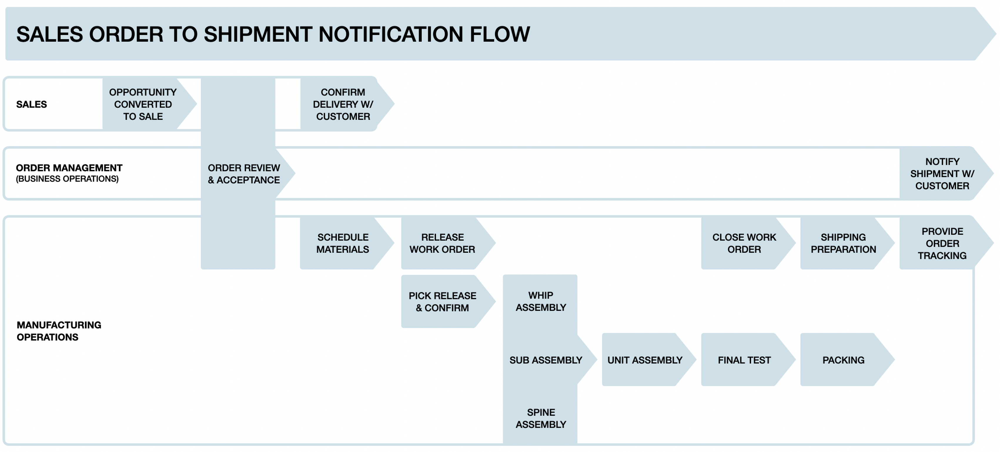 SALES ORDER TO SHIPMENT NOTIFICATION FLOW
SALES
OPPORTUNITY
CONVERTED
TO SALE
CONFIRM
DELIVERY W/
CUSTOMER
ORDER MANAGEMENT
(BUSINESS OPERATIONS)
ORDER REVIEW
& ACCEPTANCE
NOTIFY
SHIPMENT W/
CUSTOMER
MANUFACTURING
OPERATIONS
SCHEDULE
MATERIALS
RELEASE
WORK ORDER
CLOSE WORK
ORDER
SHIPPING
PREPARATION
PROVIDE
ORDER
TRACKING
PICK RELEASE
& CONFIRM
WHIP
ASSEMBLY
SUB ASSEMBLY
UNIT ASSEMBLY
FINAL TEST
PACKING
SPINE
ASSEMBLY